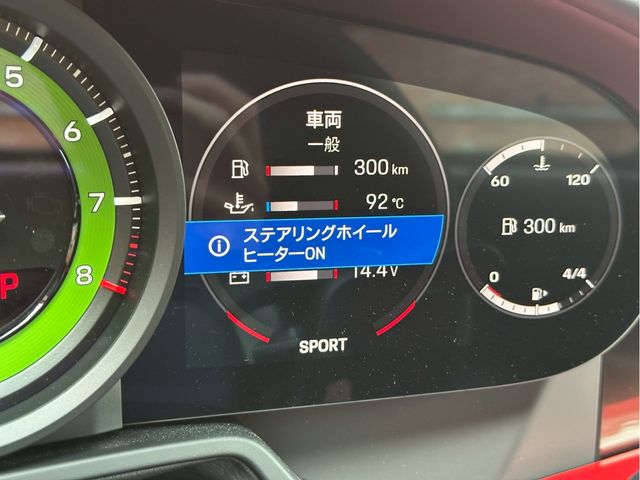 5
6
7
8
P
車両
一般
300 km
92 ℃
ステアリングホイール
ヒーターON
14.4V
SPORT
60 120
300 km
0 4/4